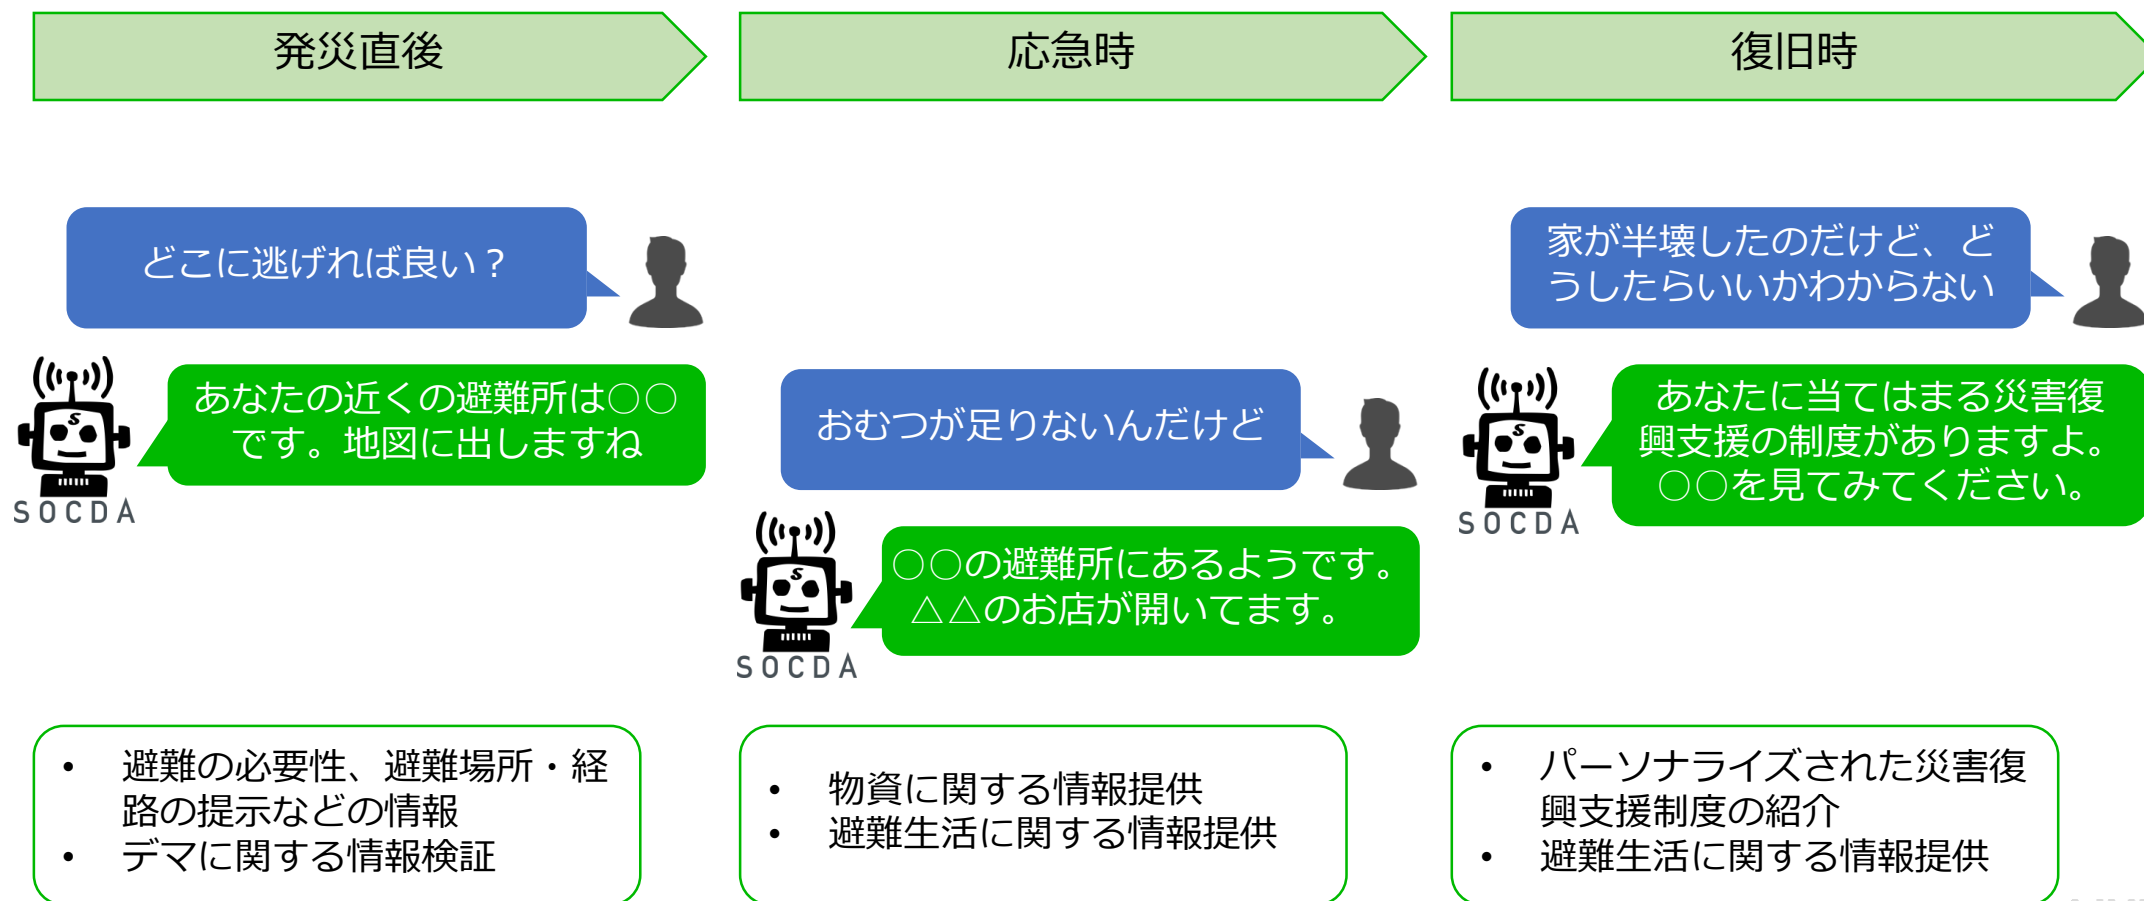 発災直後
どこに逃げれば良い？
あなたの近くの避難所は○○
です。地図に出しますね
SOCDA
・ 避難の必要性、避難場所・経
路の提示などの情報
・ デマに関する情報検証
応急時
おむつが足りないんだけど
○○の避難所にあるようです。
△△のお店が開いてます。
SOCDA
・ 物資に関する情報提供
・ 避難生活に関する情報提供
復旧時
家が半壊したのだけど、ど
うしたらいいかわからない
あなたに当てはまる災害復
興支援の制度がありますよ。
○○を見てみてください。
SOCDA
・ パーソナライズされた災害復
興支援制度の紹介
・ 避難生活に関する情報提供